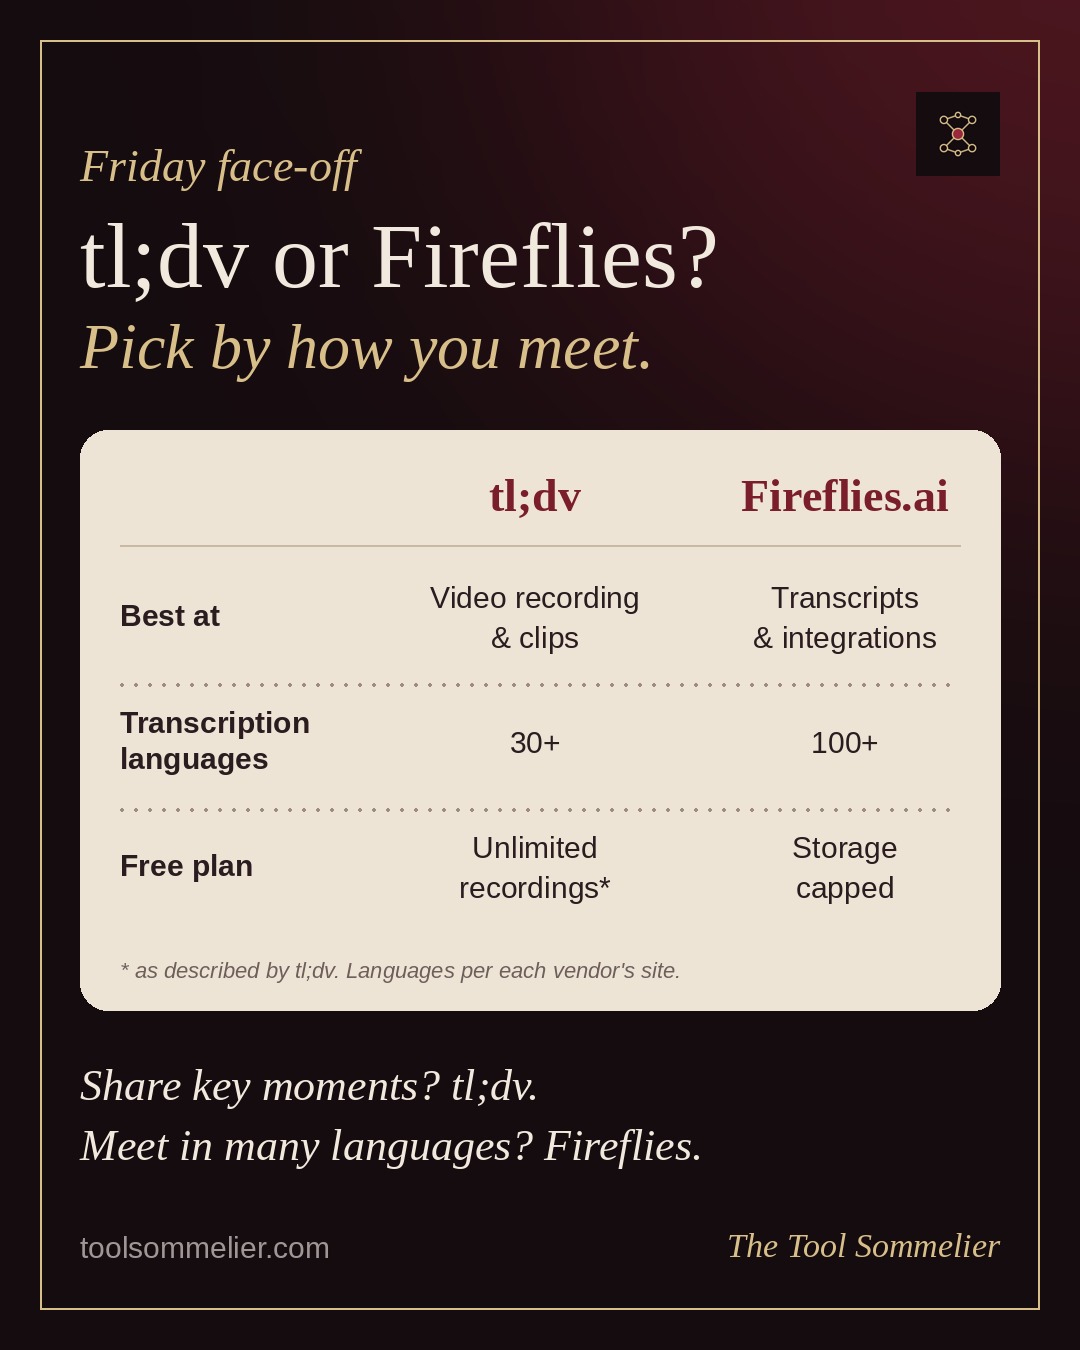 Friday face-off
tl;dv or Fireflies?
Pick by how you meet.
tl;dv Fireflies.ai
Best at
Video recording
& clips
Transcripts
& integrations
Transcription
languages
30+
100+
Free plan
Unlimited
recordings*
Storage
capped
* as described by tl;dv. Languages per each vendor's site.
Share key moments? tl;dv.
Meet in many languages? Fireflies.
toolsommelier.com
The Tool Sommelier